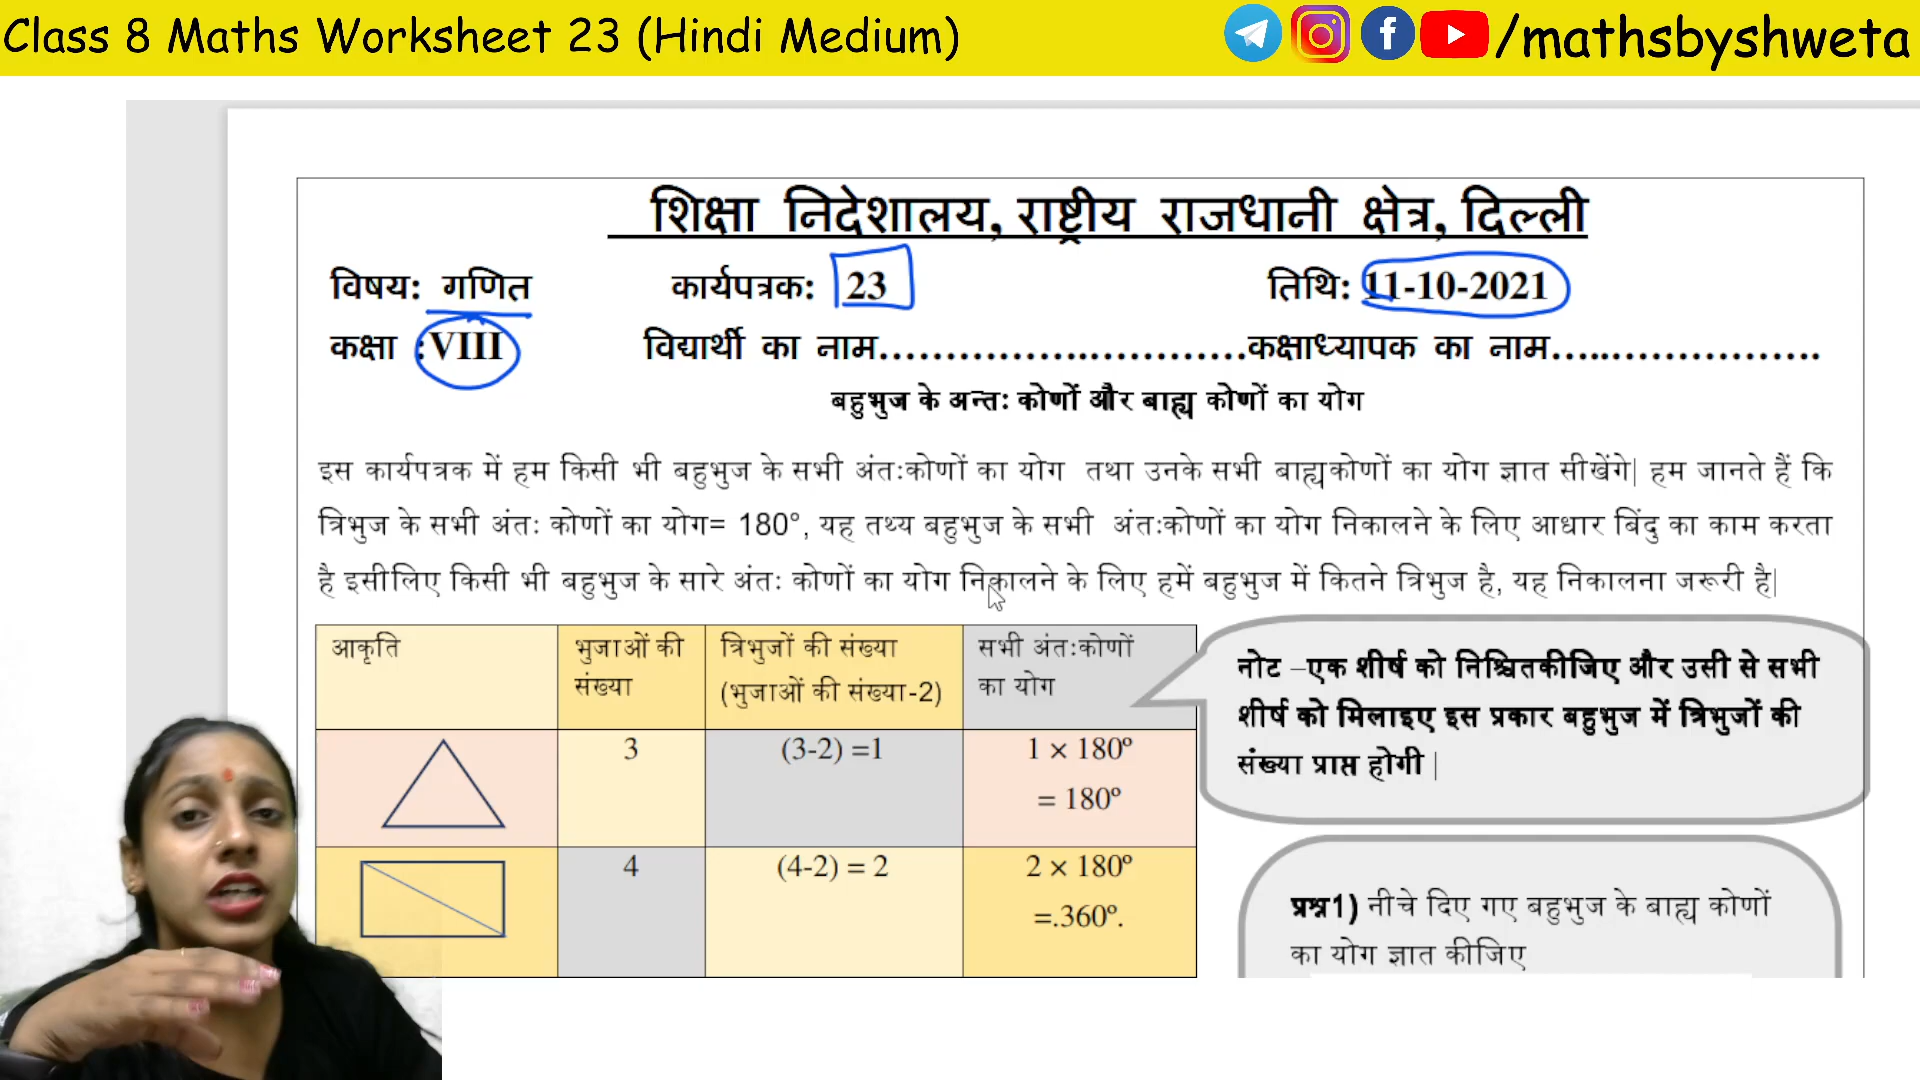 Class 8 Maths Worksheet 23 (Hindi Medium)
/mathsbyshweta
शिक्षा निदेशालय, राष्ट्रीय राजधानी क्षेत्र, दिल्ली
विषय: गणित कार्यपत्रक: 23 तिथि: 11-10-2021
कक्षा :VIII विद्यार्थी का नाम……………..…………कक्षाध्यापक का नाम…..…………….
बहुभुज के अन्तः कोणों और बाह्य कोणों का योग
इस कार्यपत्रक में हम किसी भी बहुभुज के सभी अंतःकोणों का योग तथा उनके सभी बाह्यकोणों का योग ज्ञात सीखेंगे| हम जानते हैं कि
त्रिभुज के सभी अंतः कोणों का योग= 180°, यह तथ्य बहुभुज के सभी अंतःकोणों का योग निकालने के लिए आधार बिंदु का काम करता
है इसीलिए किसी भी बहुभुज के सारे अंतः कोणों का योग निकालने के लिए हमें बहुभुज में कितने त्रिभुज है, यह निकालना जरूरी है|
आकृति भुजाओं की संख्या त्रिभुजों की संख्या (भुजाओं की संख्या-2) सभी अंतःकोणों का योग
3 (3-2) =1 1 × 180º
= 180º
4 (4-2) = 2 2 × 180º
=.360º.
नोट –एक शीर्ष को निश्चितकीजिए और उसी से सभी
शीर्ष को मिलाइए इस प्रकार बहुभुज में त्रिभुजों की
संख्या प्राप्त होगी |
प्रश्न1) नीचे दिए गए बहुभुज के बाह्य कोणों
का योग ज्ञात कीजिए